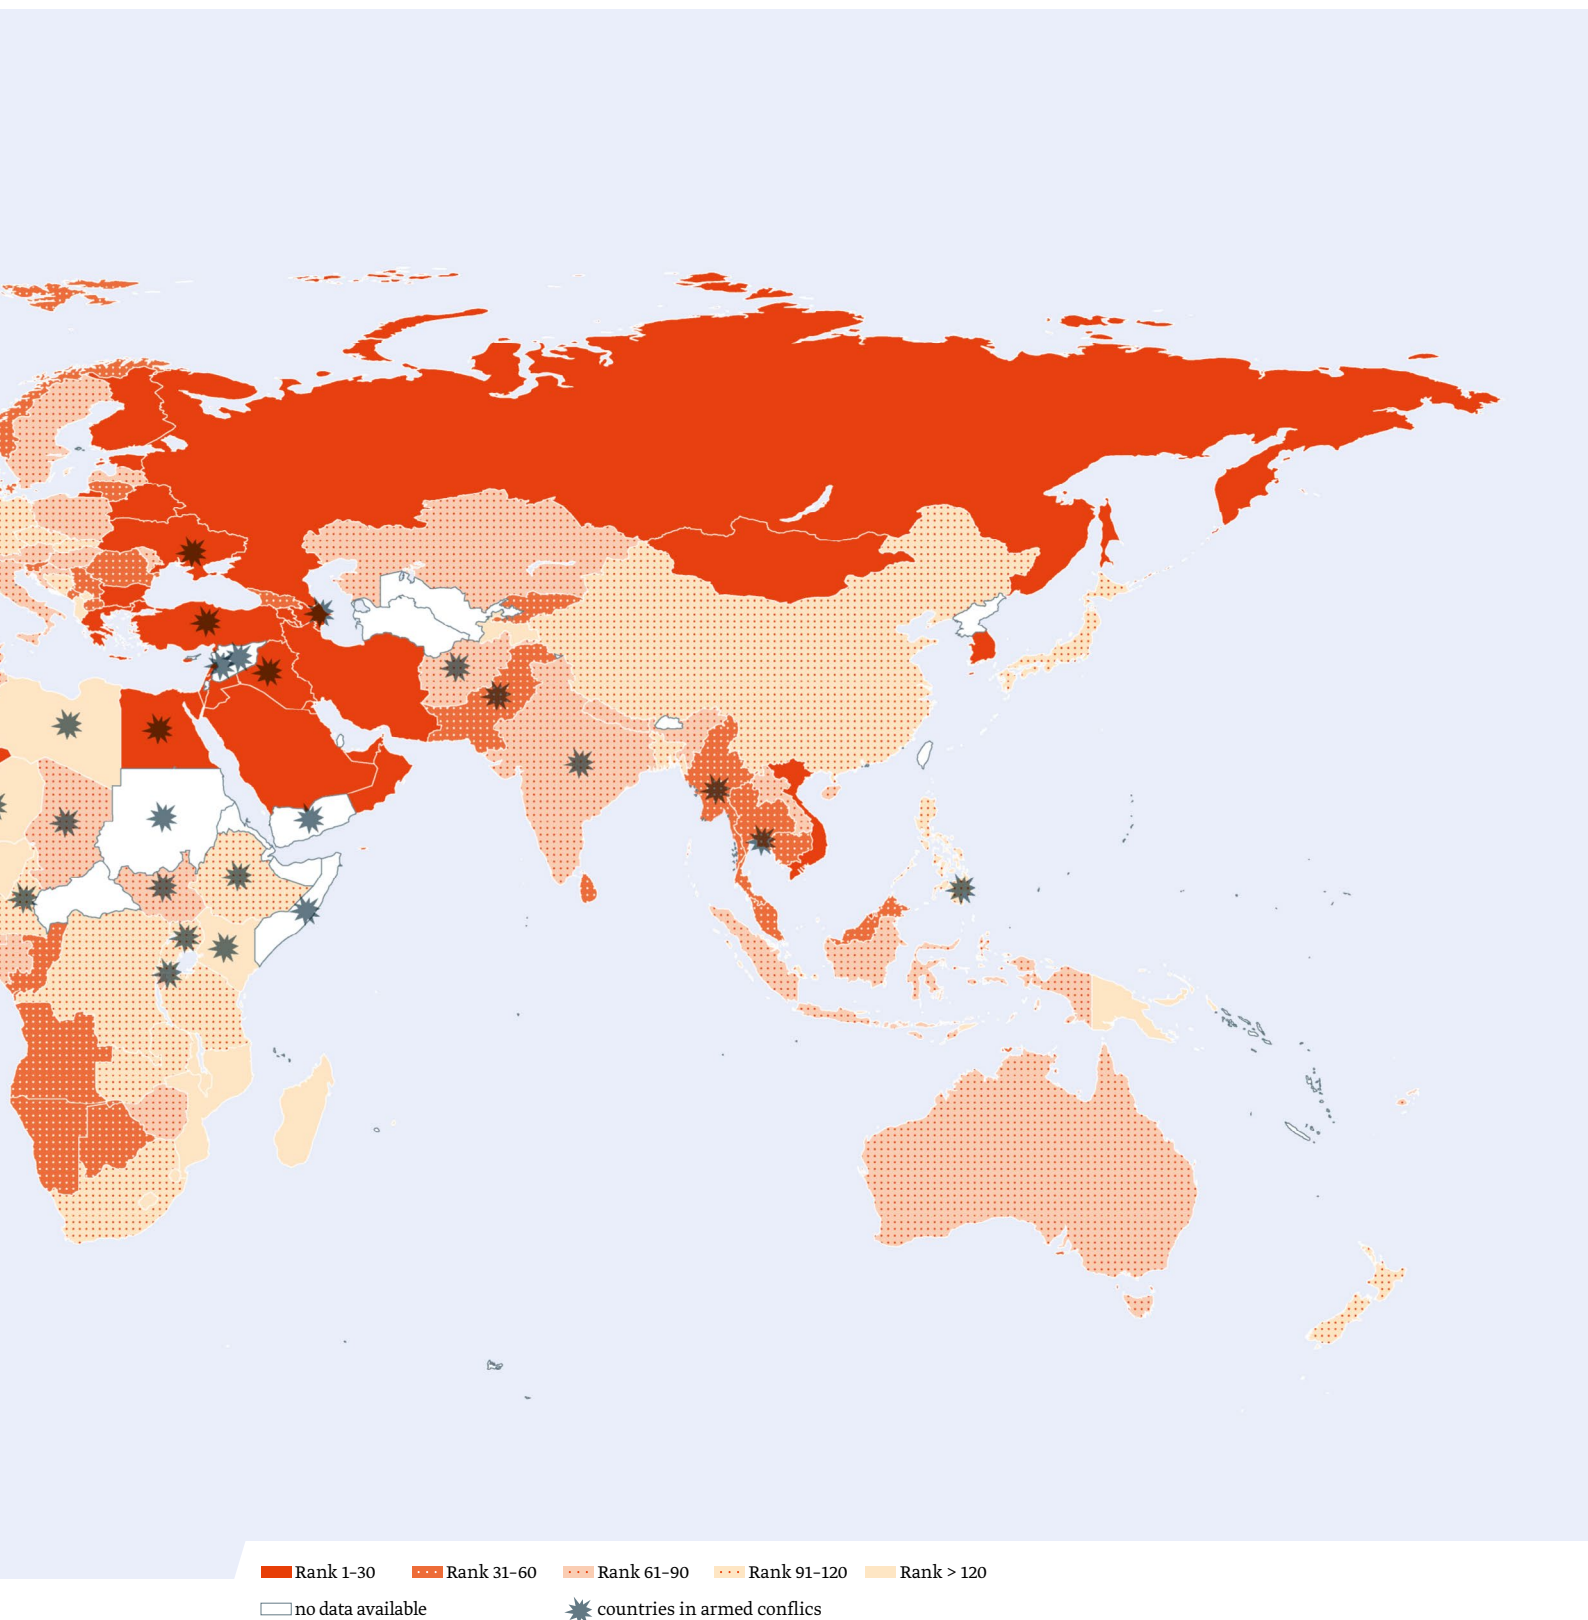 Rank 1–30 Rank 31–60 Rank 61–90 Rank 91–120 Rank > 120
no data available countries in armed conflics